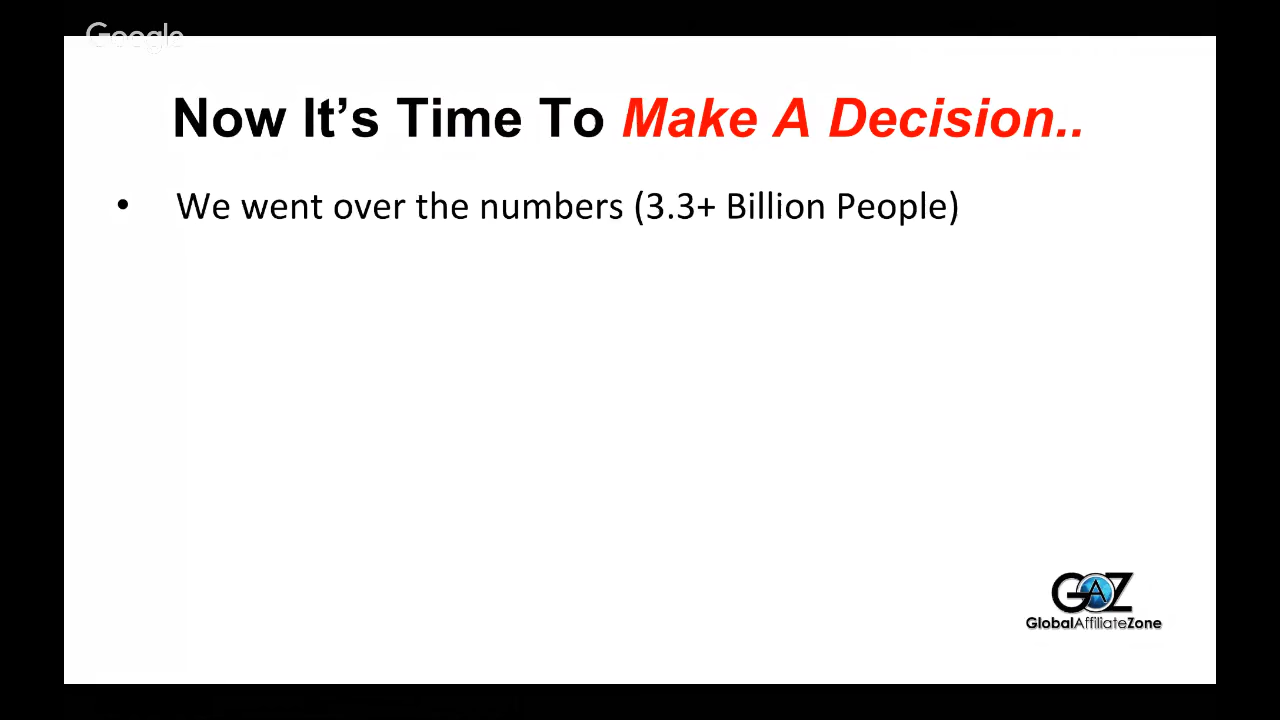 Google
Now It’s Time To Make A Decision..
• We went over the numbers (3.3+ Billion People)
GAZ
GlobalAffiliateZone